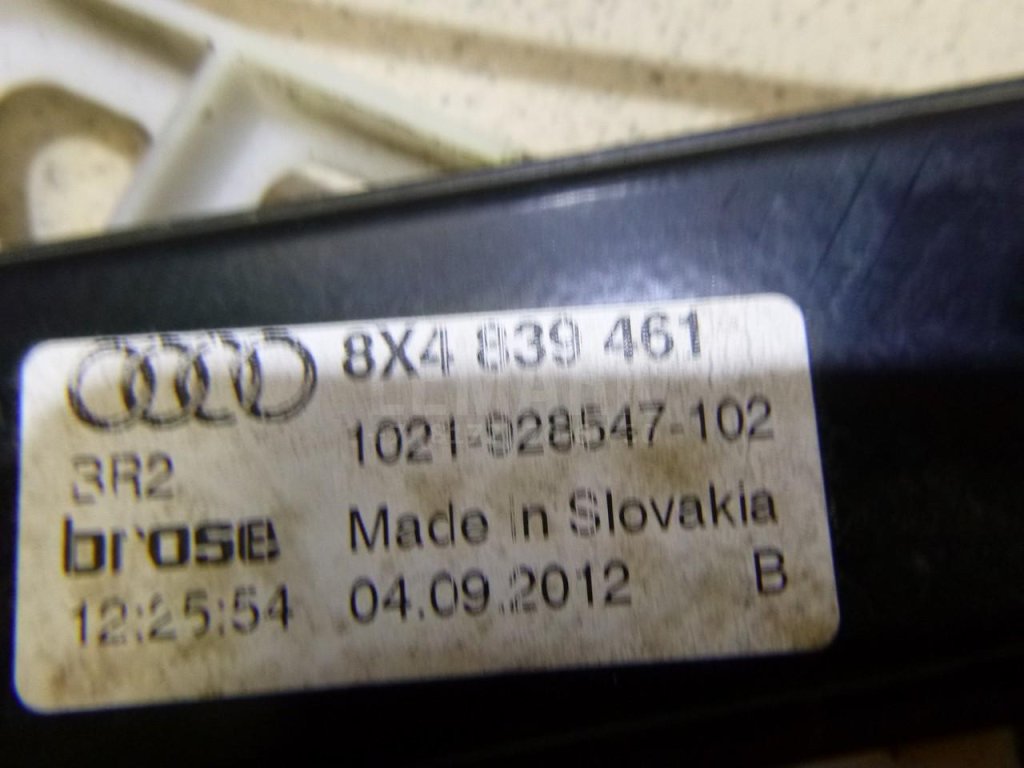 8X4 839 461
1021-928547-102
3R2
brose
Made in Slovakia
12:25:54
04.09.2012
B